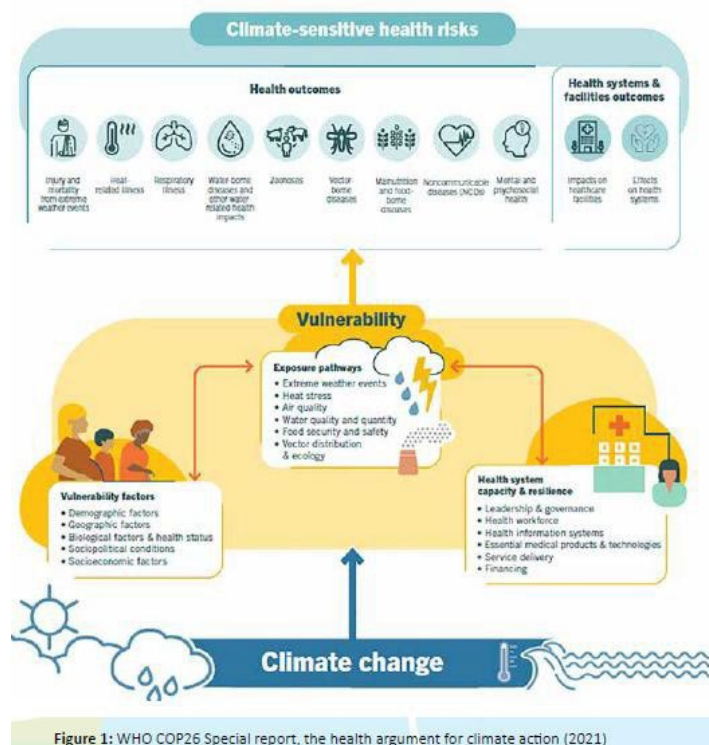 Climate-sensitive health risks
Health outcomes
Health systems &
facilities outcomes
Injury and
mortality
from extreme
weather events
Heat-
related illness
Respiratory
illness
Water-borne
diseases and
other water
related health
impacts
Zoonoses
Vector-
borne
diseases
Malnutrition
and food-
borne
diseases
Noncommunicable
diseases (NCDs)
Mental and
psychosocial
health
Impacts on
healthcare
facilities
Effects
on health
systems
Vulnerability
Exposure pathways
• Extreme weather events
• Heat stress
• Air quality
• Water quality and quantity
• Food security and safety
• Vector distribution
& ecology
Vulnerability factors
• Demographic factors
• Geographic factors
• Biological factors & health status
• Sociopolitical conditions
• Socioeconomic factors
Health system
capacity & resilience
• Leadership & governance
• Health workforce
• Health information systems
• Essential medical products & technologies
• Service delivery
• Financing
Climate change
Figure 1: WHO COP26 Special report, the health argument for climate action (2021)